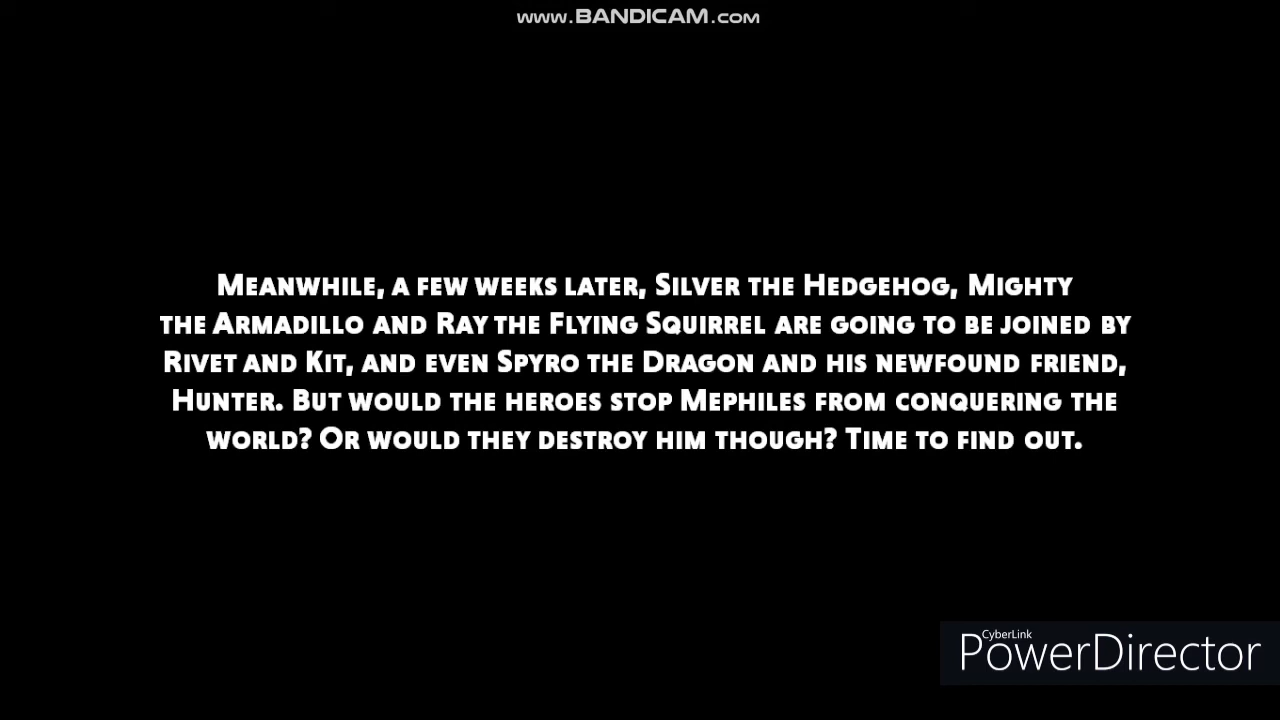 www.BANDICAM.com
Meanwhile, a few weeks later, Silver the Hedgehog, Mighty
the Armadillo and Ray the Flying Squirrel are going to be joined by
Rivet and Kit, and even Spyro the Dragon and his newfound friend,
Hunter. But would the heroes stop Mephiles from conquering the
world? Or would they destroy him though? Time to find out.
CyberLink
PowerDirector